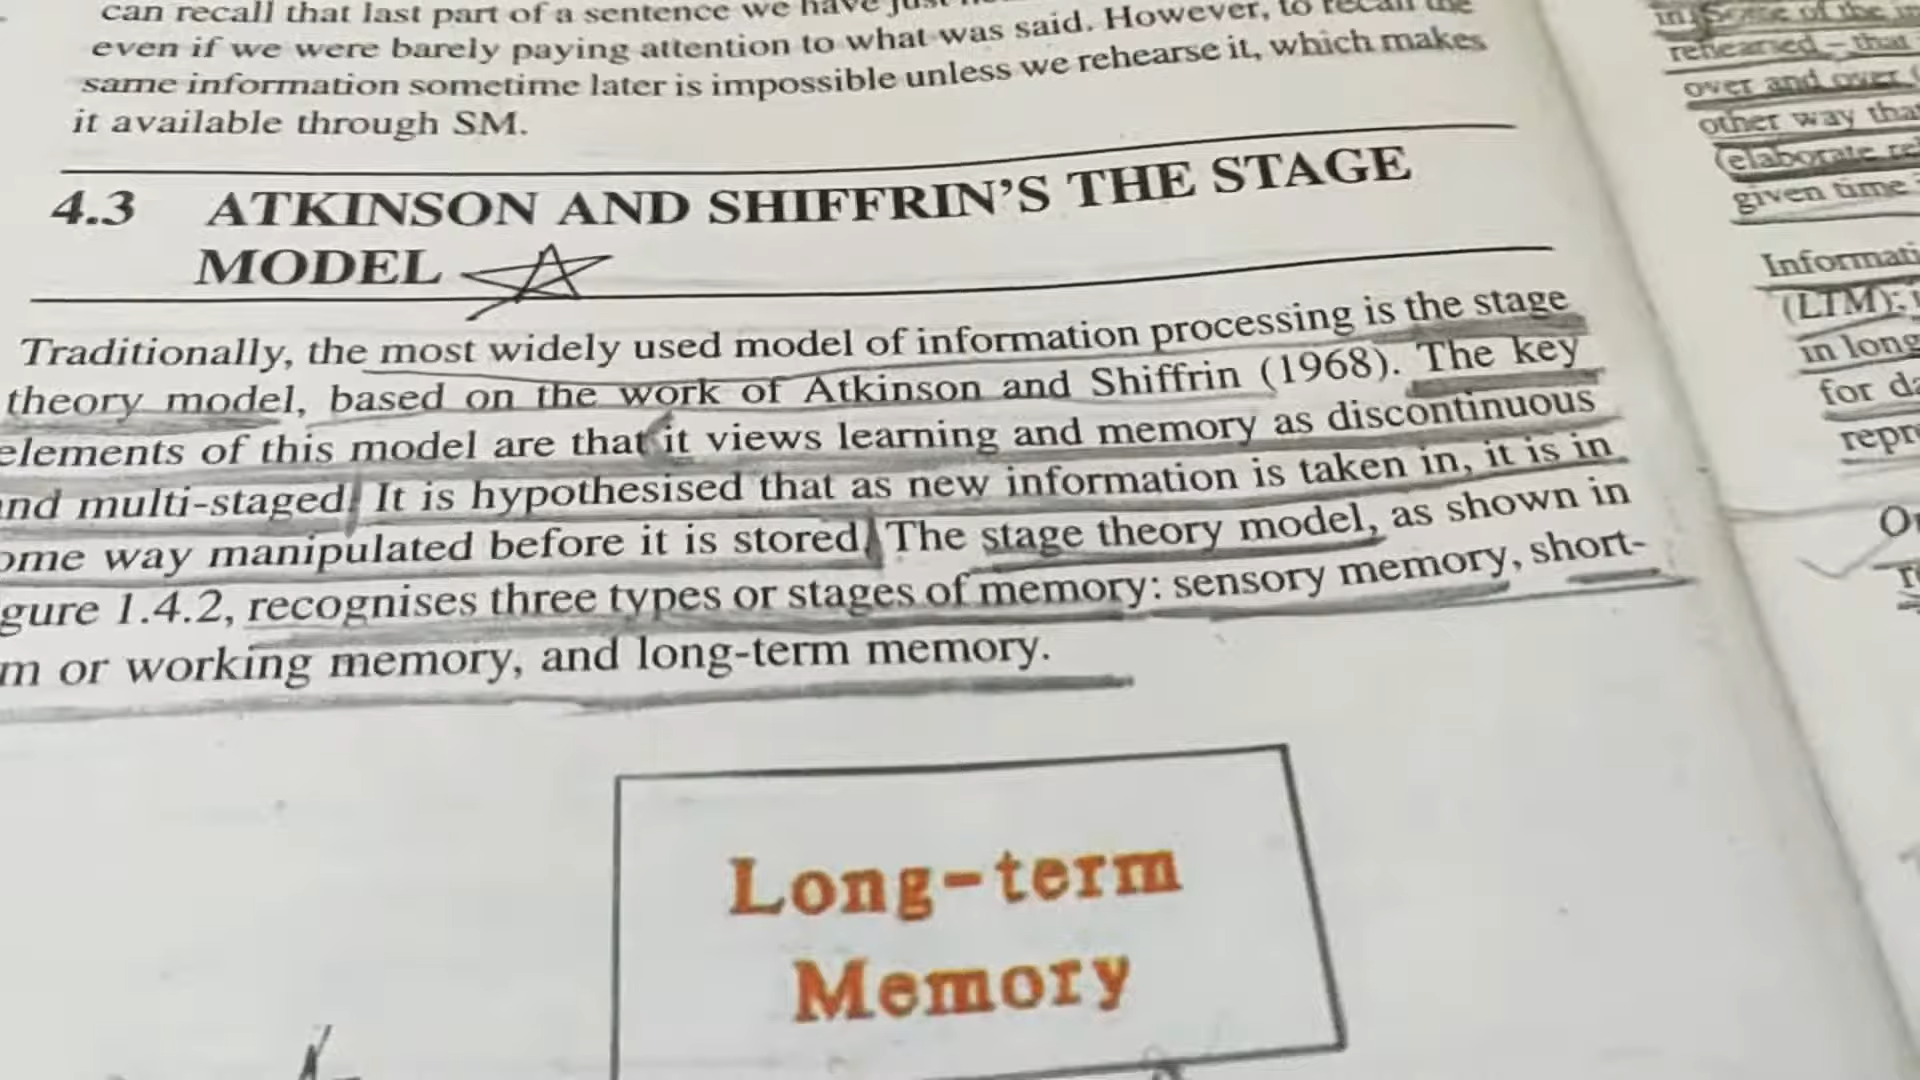 can recall that last part of a sentence we have just
even if we were barely paying attention to what was said. However, to recall the
same information sometime later is impossible unless we rehearse it, which makes
it available through SM.
4.3 ATKINSON AND SHIFFRIN'S THE STAGE
MODEL
Traditionally, the most widely used model of information processing is the stage
theory model, based on the work of Atkinson and Shiffrin (1968). The key
elements of this model are that it views learning and memory as discontinuous
nd multi-staged. It is hypothesised that as new information is taken in, it is in
ome way manipulated before it is stored. The stage theory model, as shown in
gure 1.4.2, recognises three types or stages of memory: sensory memory, short-
m or working memory, and long-term memory.
Long-term
Memory
of the
rehearsed – that
over and over
other way that
(elaborate
given time
Informati
(LTM);
in long
for da
repr